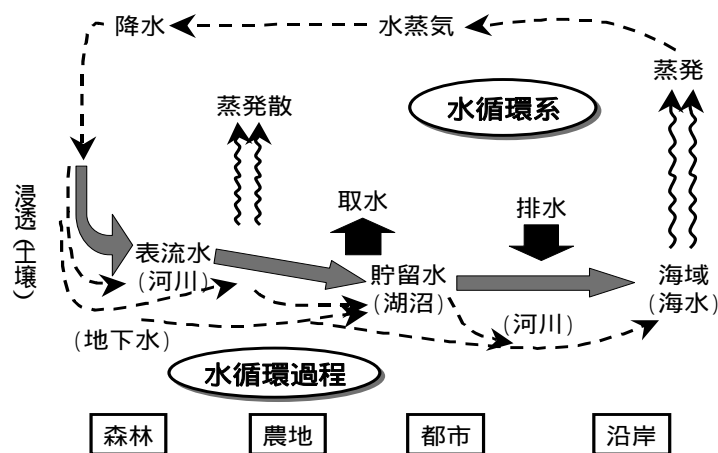 降水
水蒸気
蒸発
水循環系
蒸発散
取水
排水
浸透(土壌)
表流水
(河川)
貯留水
(湖沼)
(河川)
海域
(海水)
(地下水)
水循環過程
森林
農地
都市
沿岸